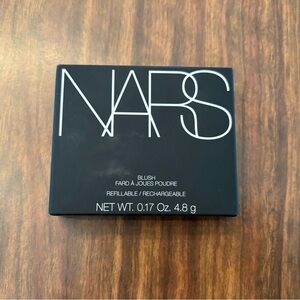 NARS
BLUSH
FARD À JOUES POUDRE
REFILLABLE / RECHARGEABLE
NET WT. 0.17 Oz. 4.8 g